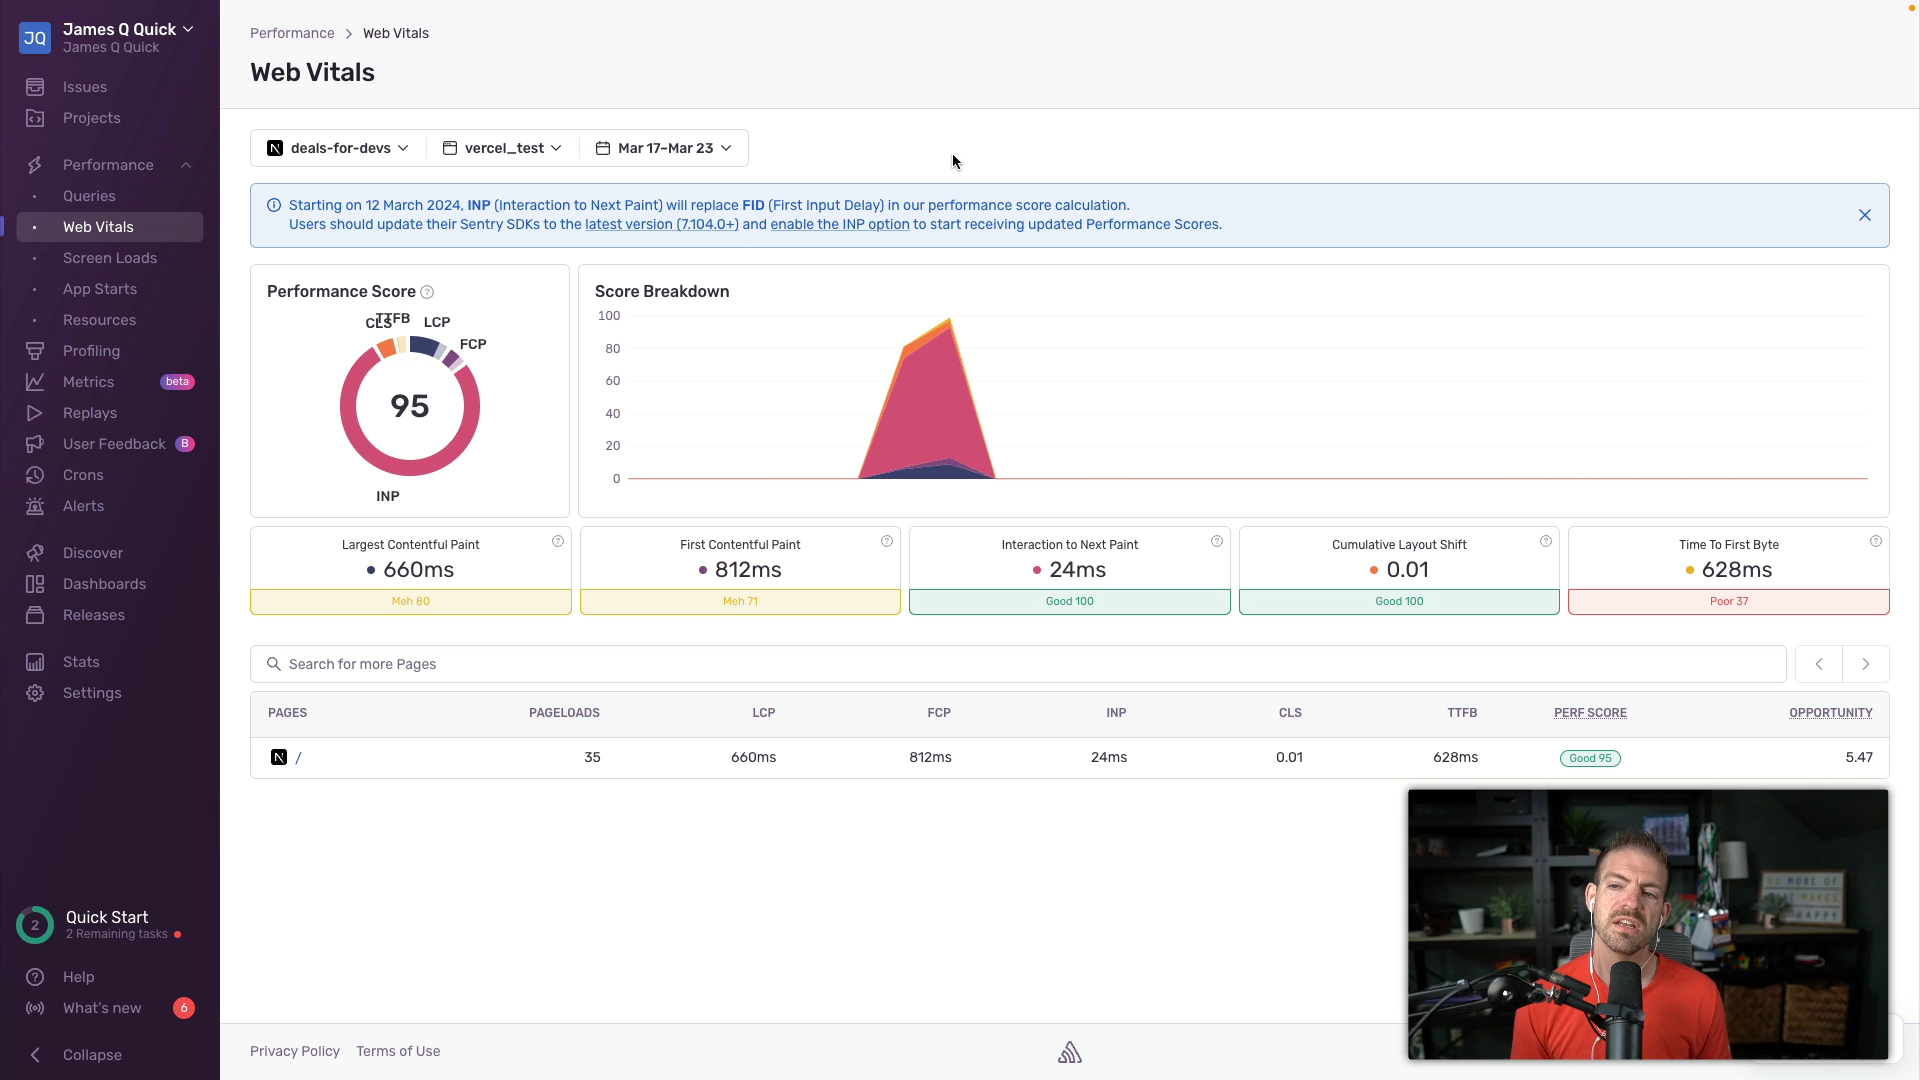 JQ
James Q Quick
James Q Quick
Issues
Projects
Performance
Queries
Web Vitals
Screen Loads
App Starts
Resources
Profiling
Metrics beta
Replays
User Feedback B
Crons
Alerts
Discover
Dashboards
Releases
Stats
Settings
2
Quick Start
2 Remaining tasks
Help
What's new 6
Collapse
Performance > Web Vitals
Web Vitals
N deals-for-devs vercel_test Mar 17–Mar 23
Starting on 12 March 2024, INP (Interaction to Next Paint) will replace FID (First Input Delay) in our performance score calculation.
Users should update their Sentry SDKs to the latest version (7.104.0+) and enable the INP option to start receiving updated Performance Scores.
Performance Score ?
CLS TTFB LCP
FCP
95
INP
Score Breakdown
100
80
60
40
20
0
Largest Contentful Paint ?
660ms
Meh 80
First Contentful Paint ?
812ms
Meh 71
Interaction to Next Paint ?
24ms
Good 100
Cumulative Layout Shift ?
0.01
Good 100
Time To First Byte ?
628ms
Poor 37
Search for more Pages
PAGES PAGELOADS LCP FCP INP CLS TTFB PERF SCORE OPPORTUNITY
N / 35 660ms 812ms 24ms 0.01 628ms Good 95 5.47
MORE OF
MAKES
HAPPY
Privacy Policy Terms of Use